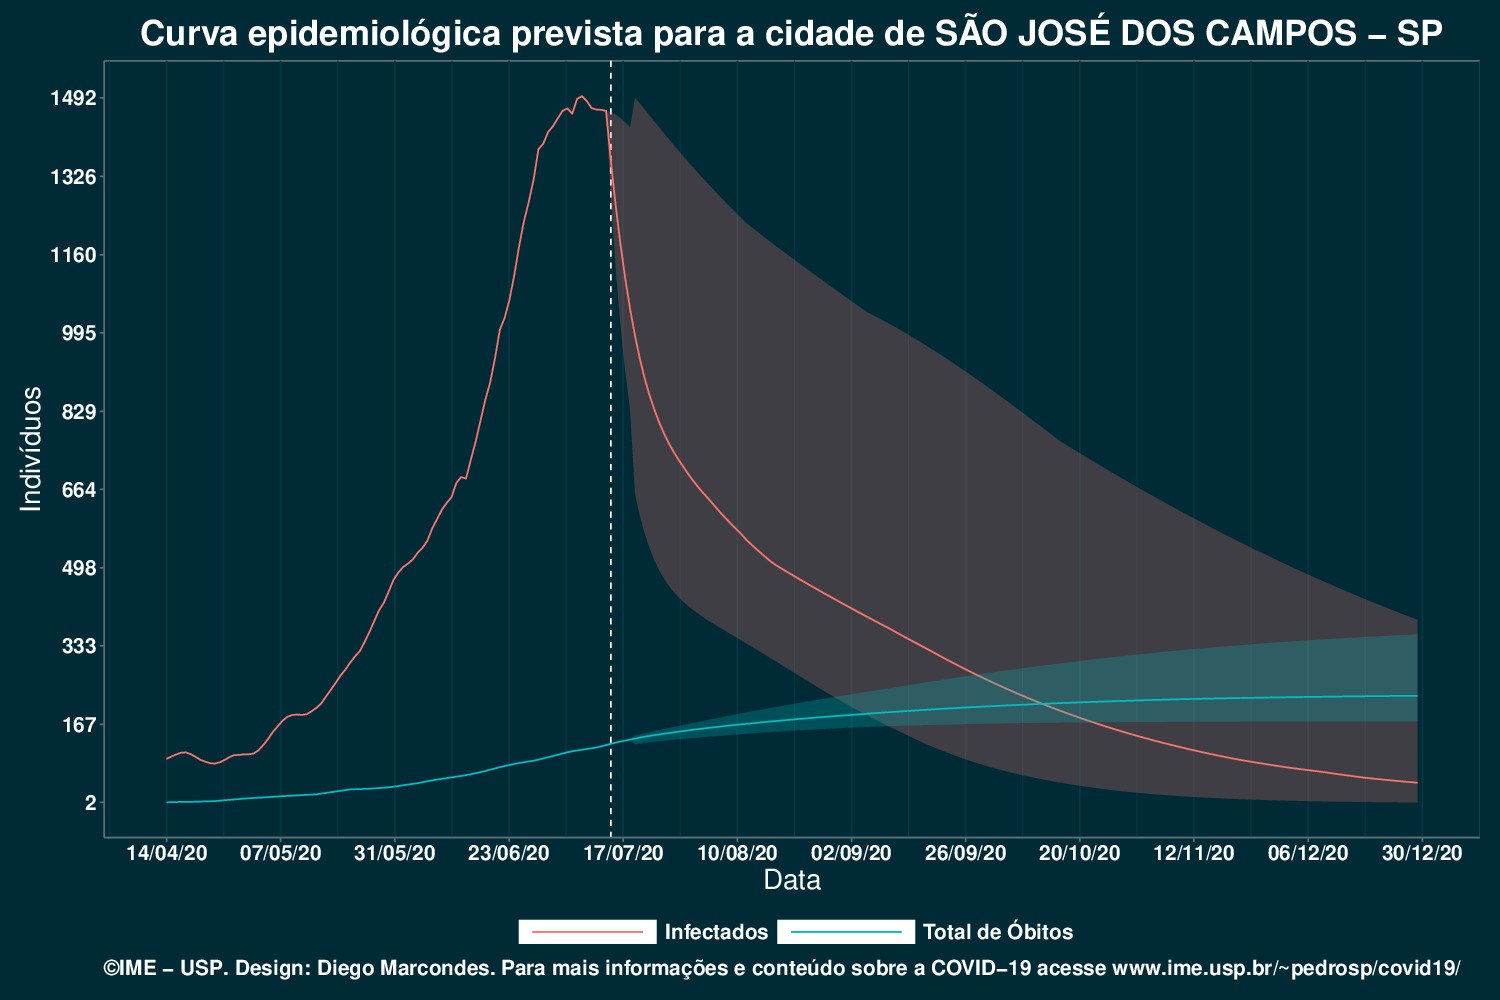 Curva epidemiológica prevista para a cidade de SÃO JOSÉ DOS CAMPOS – SP
Indivíduos
1492
1326
1160
995
829
664
498
333
167
2
14/04/20 07/05/20 31/05/20 23/06/20 17/07/20 10/08/20 02/09/20 26/09/20 20/10/20 12/11/20 06/12/20 30/12/20
Data
Infectados Total de Óbitos
©IME – USP. Design: Diego Marcondes. Para mais informações e conteúdo sobre a COVID–19 acesse www.ime.usp.br/~pedrosp/covid19/